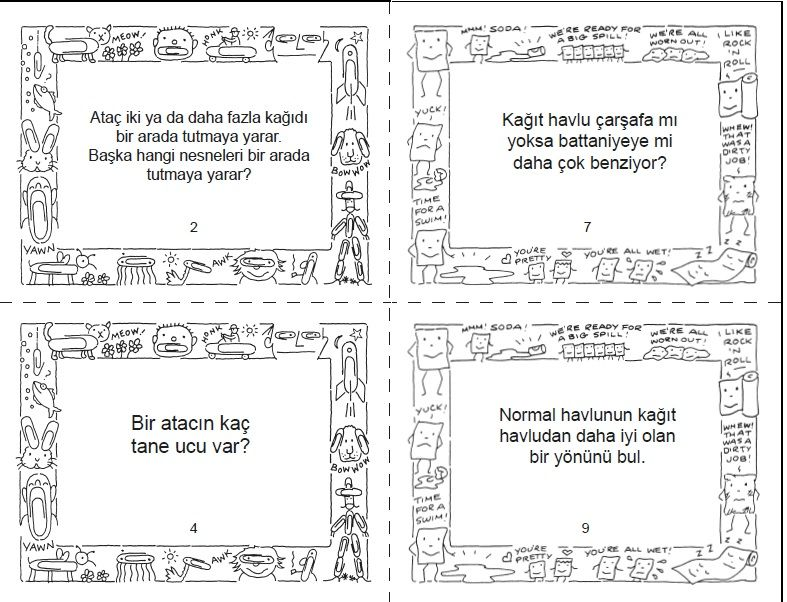 MEOW!
HONK
Ataç iki ya da daha fazla kağıdı
bir arada tutmaya yarar.
Başka hangi nesneleri bir arada
tutmaya yarar?
2
BOW WOW
YAWN
AWK
MMM! SODA!
WE'RE READY FOR
A BIG SPILL!
WE'RE ALL
WORN OUT!
I LIKE
ROCK
'N
ROLL
YUCK!
Kağıt havlu çarşafa mı
yoksa battaniyeye mi
daha çok benziyor?
7
WHEW!
THAT
WAS A
DIRTY
JOB!
TIME
FOR A
SWIM!
YOU'RE
PRETTY
YOU'RE ALL WET!
Z Z
Z
MEOW!
HONK
Bir atacın kaç
tane ucu var?
4
BOW WOW
YAWN
AWK
MMM! SODA!
WE'RE READY FOR
A BIG SPILL!
WE'RE ALL
WORN OUT!
I LIKE
ROCK
'N
ROLL
YUCK!
Normal havlunun kağıt
havludan daha iyi olan
bir yönünü bul.
9
WHEW!
THAT
WAS A
DIRTY
JOB!
TIME
FOR A
SWIM!
YOU'RE
PRETTY
YOU'RE ALL WET!
Z Z
Z